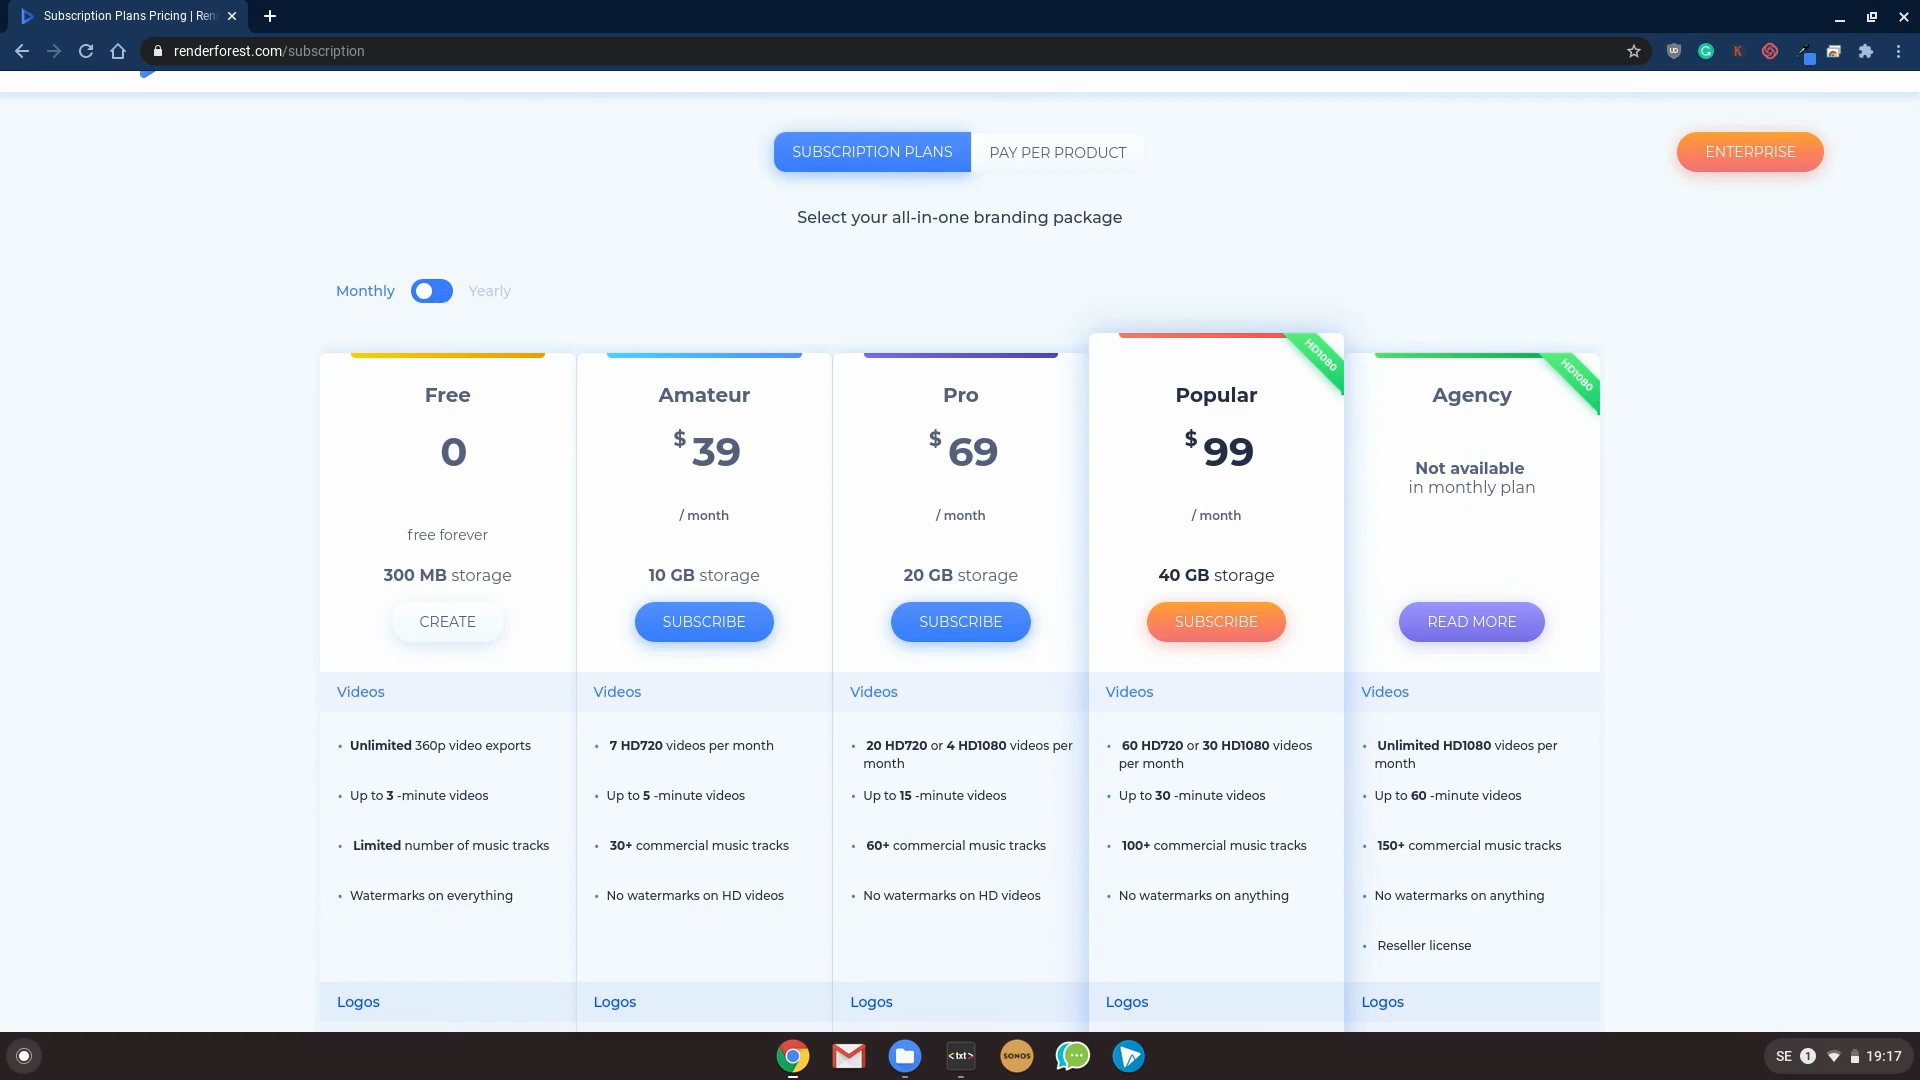 Subscription Plans Pricing | Ren
renderforest.com/subscription
SUBSCRIPTION PLANS
PAY PER PRODUCT
ENTERPRISE
Select your all-in-one branding package
Monthly
Yearly
Free
0
free forever
300 MB storage
CREATE
Videos
• Unlimited 360p video exports
• Up to 3 -minute videos
• Limited number of music tracks
• Watermarks on everything
Logos
Amateur
$ 39
/ month
10 GB storage
SUBSCRIBE
Videos
• 7 HD720 videos per month
• Up to 5 -minute videos
• 30+ commercial music tracks
• No watermarks on HD videos
Logos
Pro
$ 69
/ month
20 GB storage
SUBSCRIBE
Videos
• 20 HD720 or 4 HD1080 videos per
month
• Up to 15 -minute videos
• 60+ commercial music tracks
• No watermarks on HD videos
Logos
HD1080
Popular
$ 99
/ month
40 GB storage
SUBSCRIBE
Videos
• 60 HD720 or 30 HD1080 videos
per month
• Up to 30 -minute videos
• 100+ commercial music tracks
• No watermarks on anything
Logos
HD1080
Agency
Not available
in monthly plan
READ MORE
Videos
• Unlimited HD1080 videos per
month
• Up to 60 -minute videos
• 150+ commercial music tracks
• No watermarks on anything
• Reseller license
Logos
<txt>
SONOS
SE 1 19:17